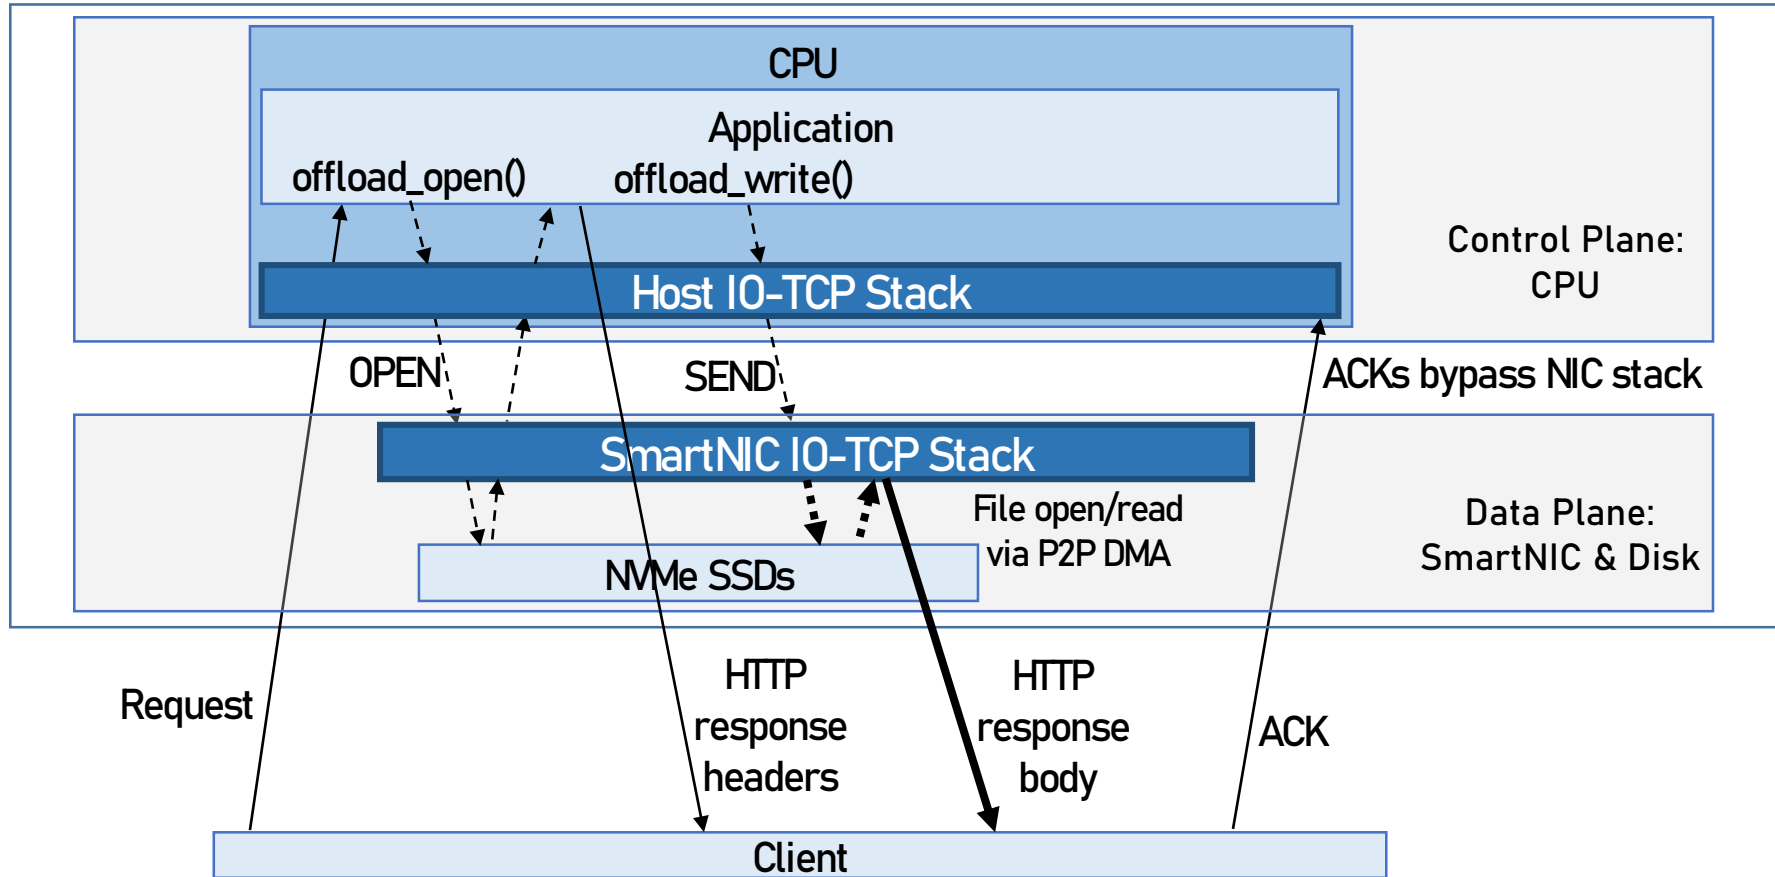 CPU
Application
offload_open()
offload_write()
Host IO-TCP Stack
Control Plane:
CPU
OPEN
SEND
ACKs bypass NIC stack
SmartNIC IO-TCP Stack
File open/read
via P2P DMA
NVMe SSDs
Data Plane:
SmartNIC & Disk
Request
HTTP
response
headers
HTTP
response
body
ACK
Client